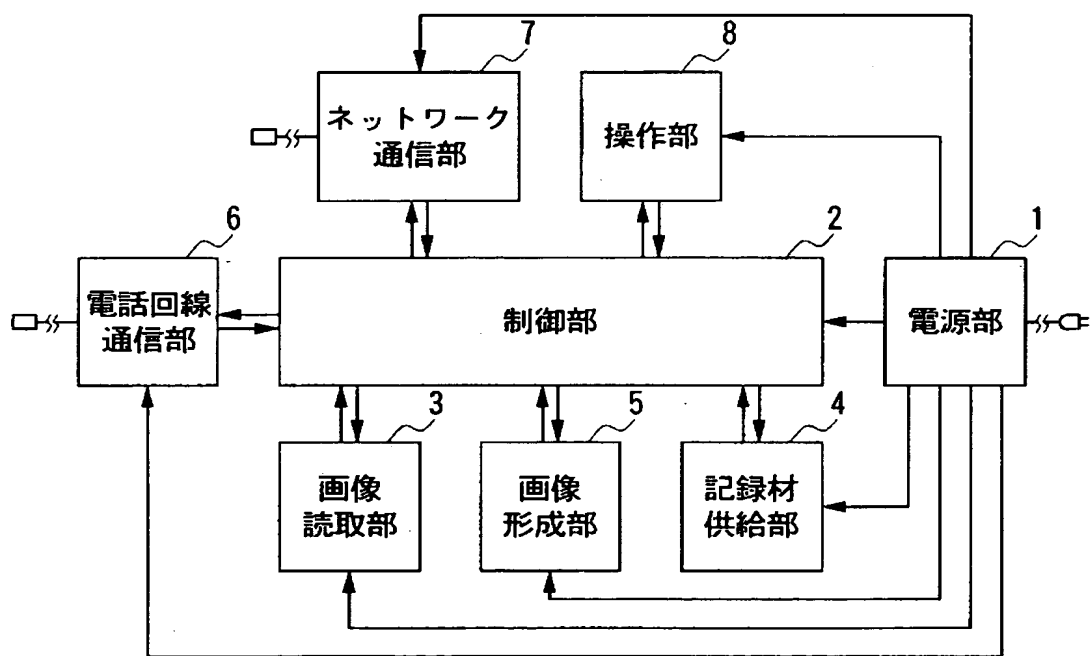 7
8
ネットワーク
通信部
操作部
6
2
1
電話回線
通信部
制御部
電源部
3
5
4
画像
読取部
画像
形成部
記録材
供給部